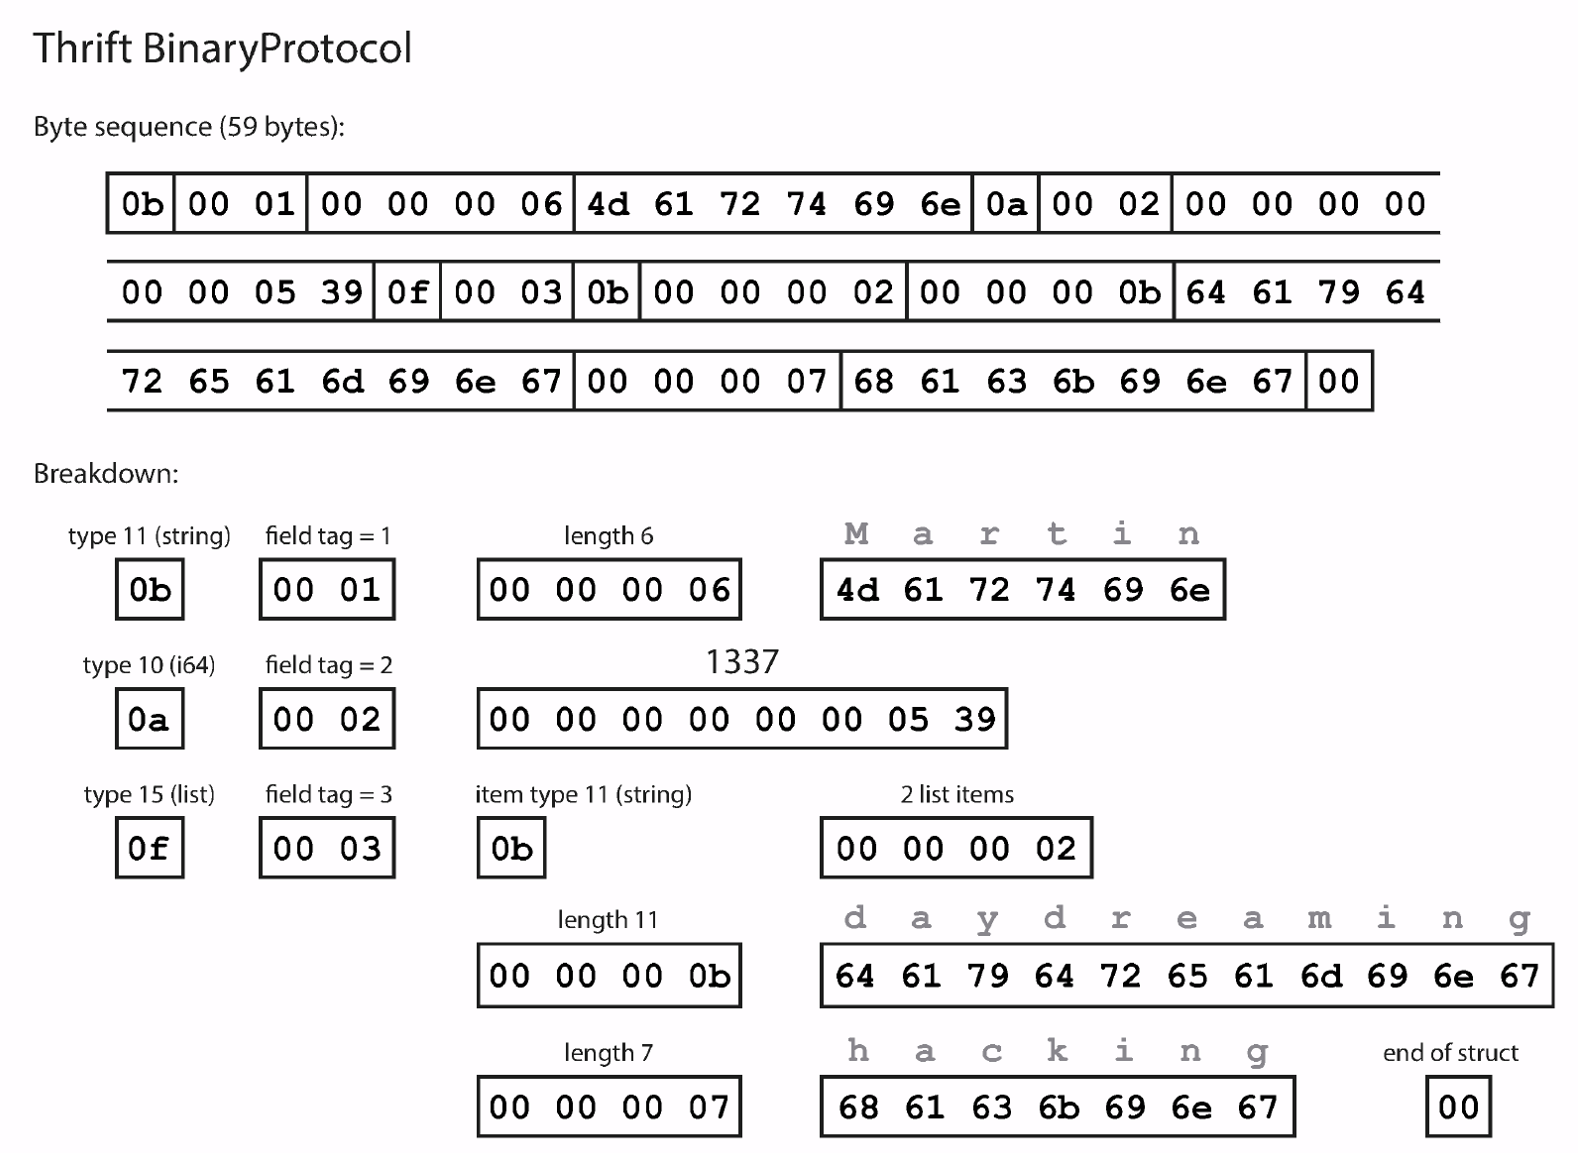 Thrift BinaryProtocol
Byte sequence (59 bytes):
0b 00 01 00 00 00 06 4d 61 72 74 69 6e 0a 00 02 00 00 00 00
00 00 05 39 0f 00 03 0b 00 00 00 02 00 00 00 0b 64 61 79 64
72 65 61 6d 69 6e 67 00 00 00 07 68 61 63 6b 69 6e 67 00
Breakdown:
type 11 (string) field tag = 1 length 6 M a r t i n
0b 00 01 00 00 00 06 4d 61 72 74 69 6e
type 10 (i64) field tag = 2 1337
0a 00 02 00 00 00 00 00 00 05 39
type 15 (list) field tag = 3 item type 11 (string) 2 list items
0f 00 03 0b 00 00 00 02
length 11 d a y d r e a m i n g
00 00 00 0b 64 61 79 64 72 65 61 6d 69 6e 67
length 7 h a c k i n g end of struct
00 00 00 07 68 61 63 6b 69 6e 67 00